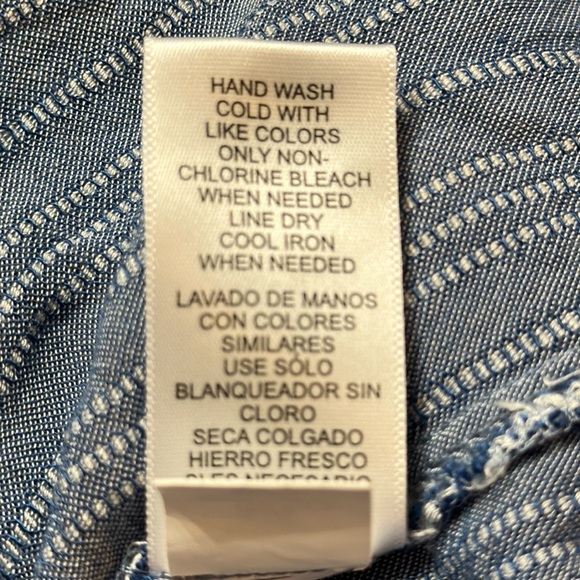 HAND WASH
COLD WITH
LIKE COLORS
ONLY NON-
CHLORINE BLEACH
WHEN NEEDED
LINE DRY
COOL IRON
WHEN NEEDED
LAVADO DE MANOS
CON COLORES
SIMILARES
USE SÓLO
BLANQUEADOR SIN
CLORO
SECA COLGADO
HIERRO FRESCO